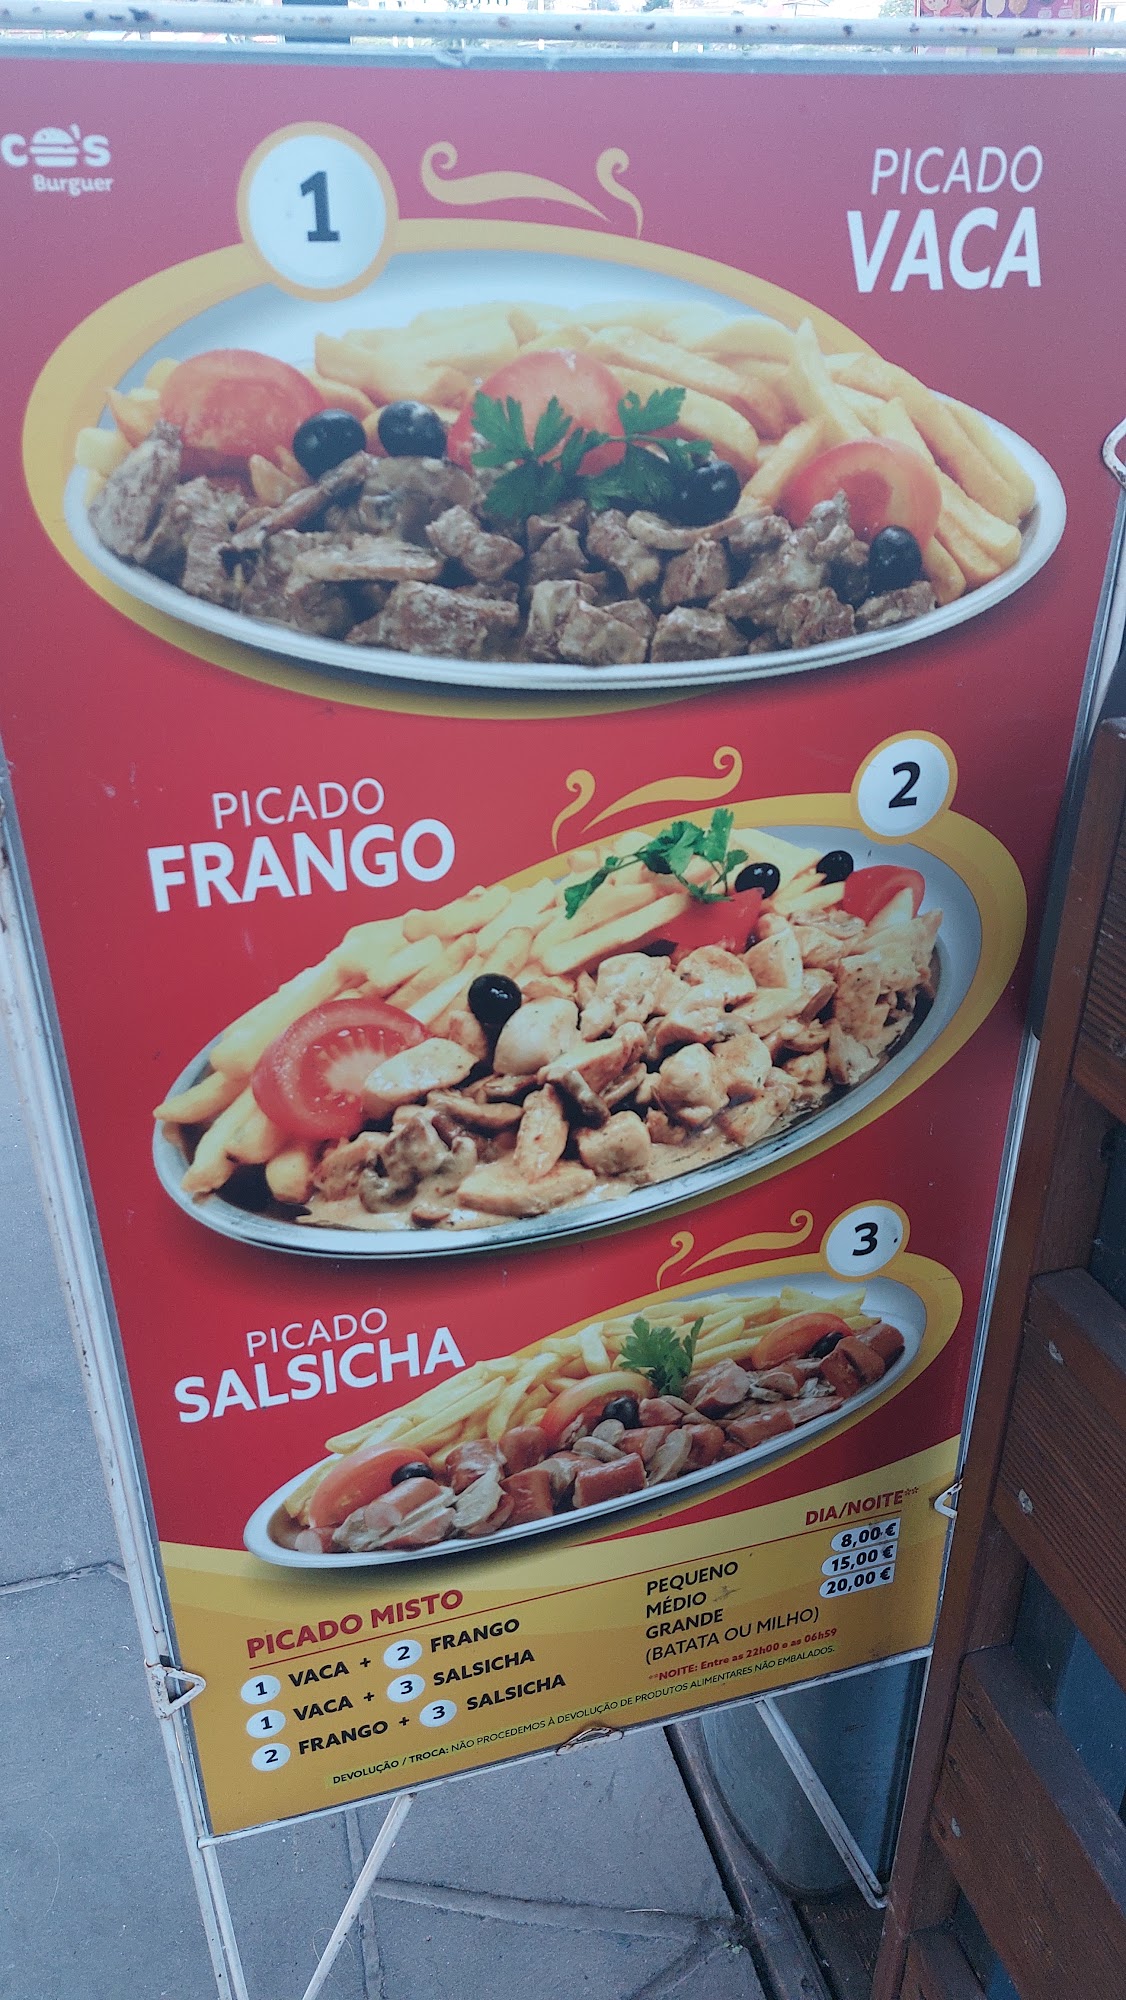 co's
Burguer
1
PICADO
VACA
2
PICADO
FRANGO
3
PICADO
SALSICHA
PICADO MISTO
1 VACA + 2 FRANGO
1 VACA + 3 SALSICHA
2 FRANGO + 3 SALSICHA
DIA/NOITE**
PEQUENO 8,00 €
MÉDIO 15,00 €
GRANDE 20,00 €
(BATATA OU MILHO)
**NOITE: Entre as 22h00 e as 06h59
DEVOLUÇÃO / TROCA: NÃO PROCEDEMOS À DEVOLUÇÃO DE PRODUTOS ALIMENTARES NÃO EMBALADOS.